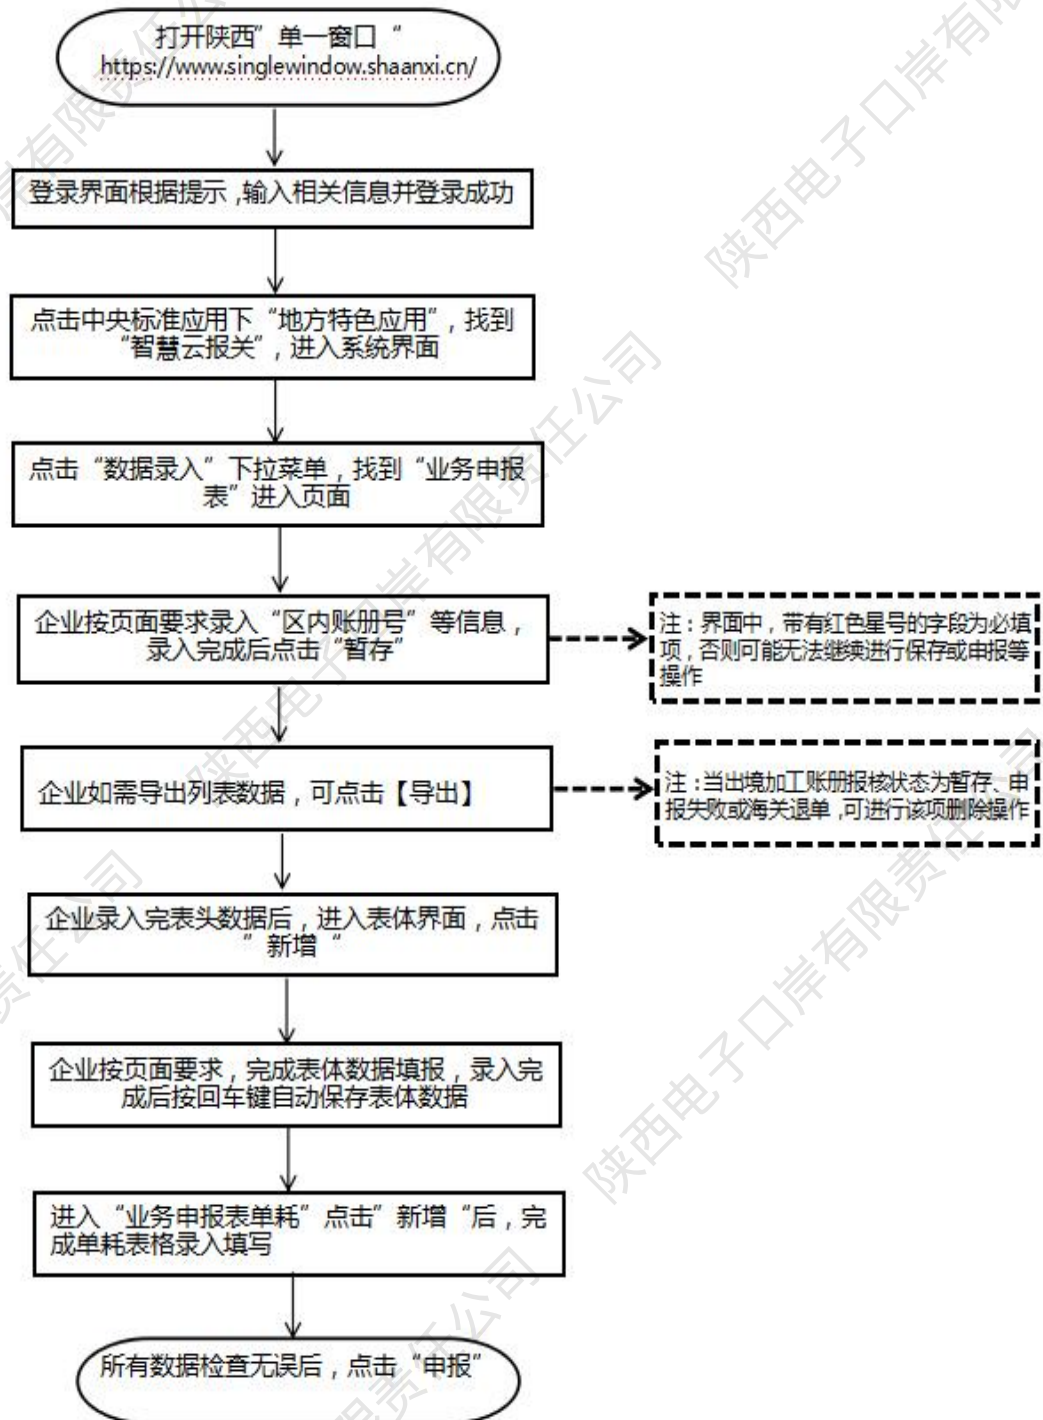 打开陕西”单一窗口“
https://www.singlewindow.shaanxi.cn/
登录界面根据提示，输入相关信息并登录成功
点击中央标准应用下“地方特色应用”，找到
“智慧云报关”，进入系统界面
点击“数据录入”下拉菜单，找到“业务申报
表”进入页面
企业按页面要求录入“区内账册号”等信息，
录入完成后点击“暂存”
注：界面中，带有红色星号的字段为必填
项，否则可能无法继续进行保存或申报等
操作
企业如需导出列表数据，可点击【导出】
注：当出境加工账册报核状态为暂存、申
报失败或海关退单，可进行该项删除操作
企业录入完表头数据后，进入表体界面，点击
”新增“
企业按页面要求，完成表体数据填报，录入完
成后按回车键自动保存表体数据
进入“业务申报表单耗”点击”新增“后，完
成单耗表格录入填写
所有数据检查无误后，点击“申报”
陕西电子口岸有限责任公司